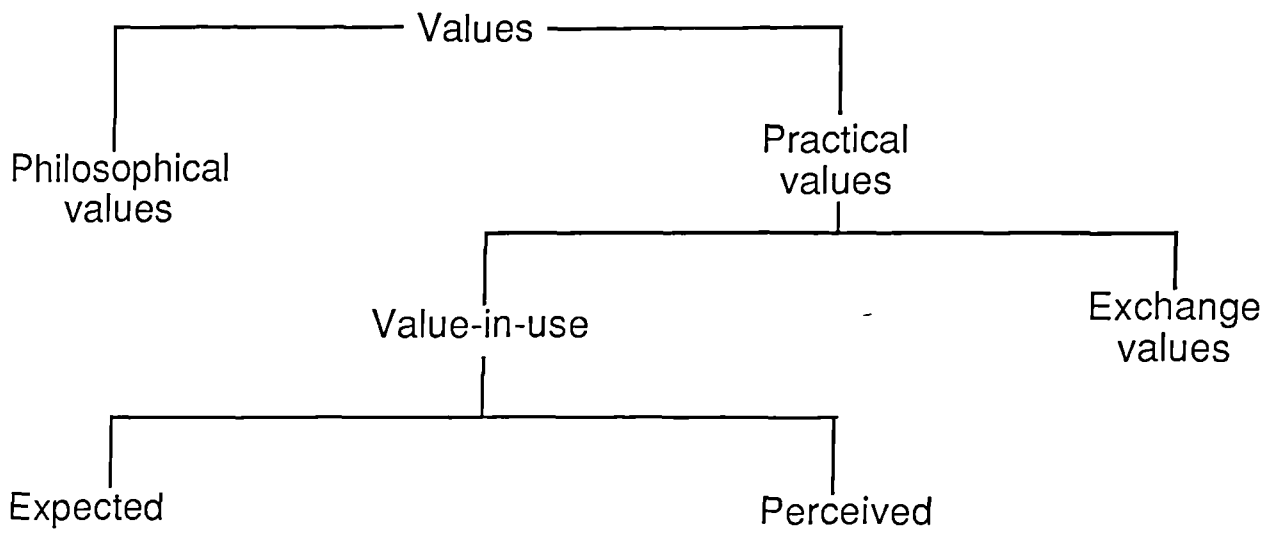 Values
Philosophical
values
Practical
values
Value-in-use
Exchange
values
Expected
Perceived